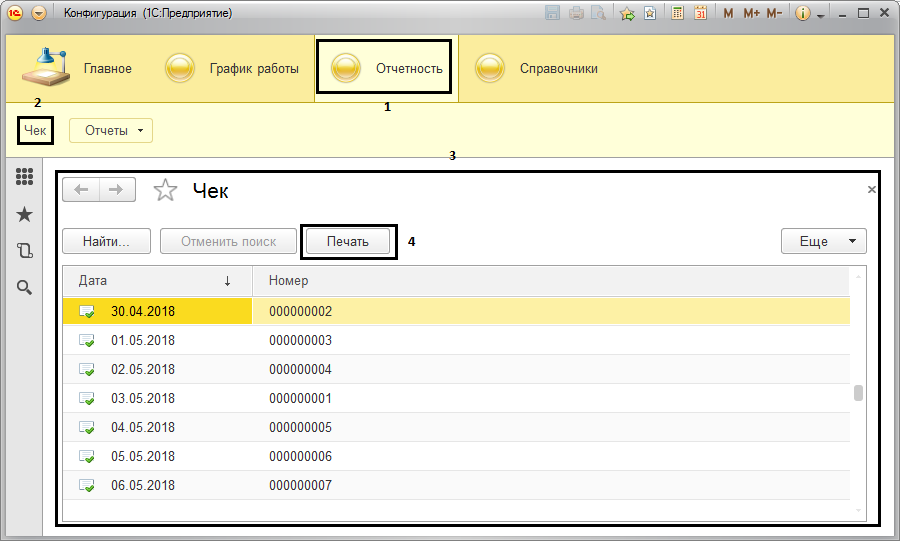 1С Конфигурация (1С:Предприятие) 31 M M+ M- i
Главное График работы Отчетность Справочники
2 1
Чек Отчеты
3
Чек
Найти... Отменить поиск Печать 4 Еще
Дата ↓ Номер
30.04.2018 000000002
01.05.2018 000000003
02.05.2018 000000004
03.05.2018 000000001
04.05.2018 000000005
05.05.2018 000000006
06.05.2018 000000007